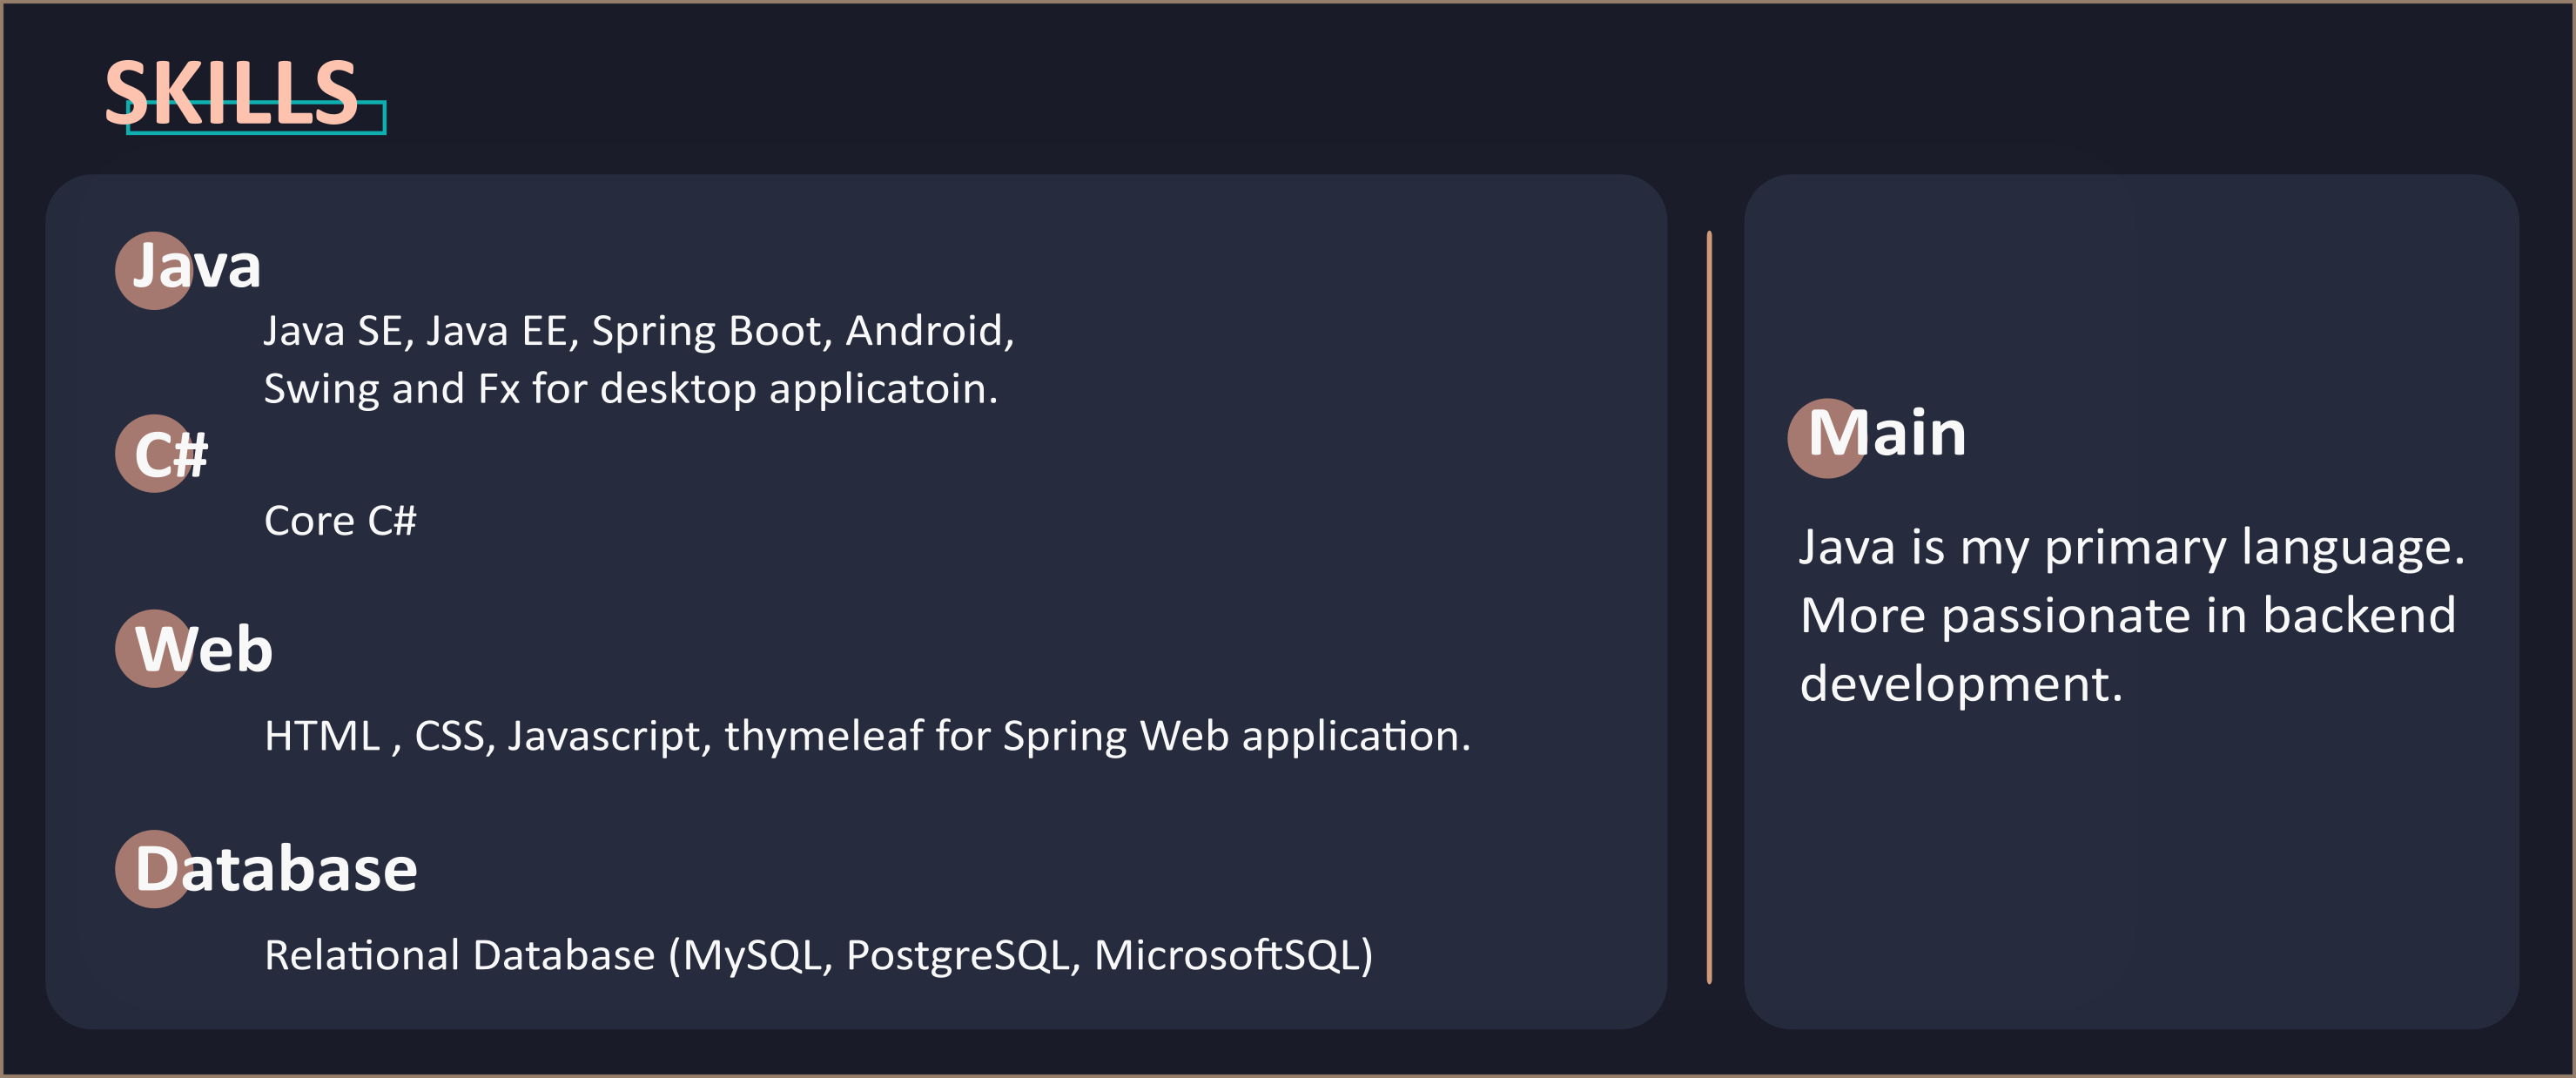 SKILLS
Java
Java SE, Java EE, Spring Boot, Android,
Swing and Fx for desktop applicatoin.
C#
Core C#
Web
HTML , CSS, Javascript, thymeleaf for Spring Web application.
Database
Relational Database (MySQL, PostgreSQL, MicrosoftSQL)
Main
Java is my primary language.
More passionate in backend
development.